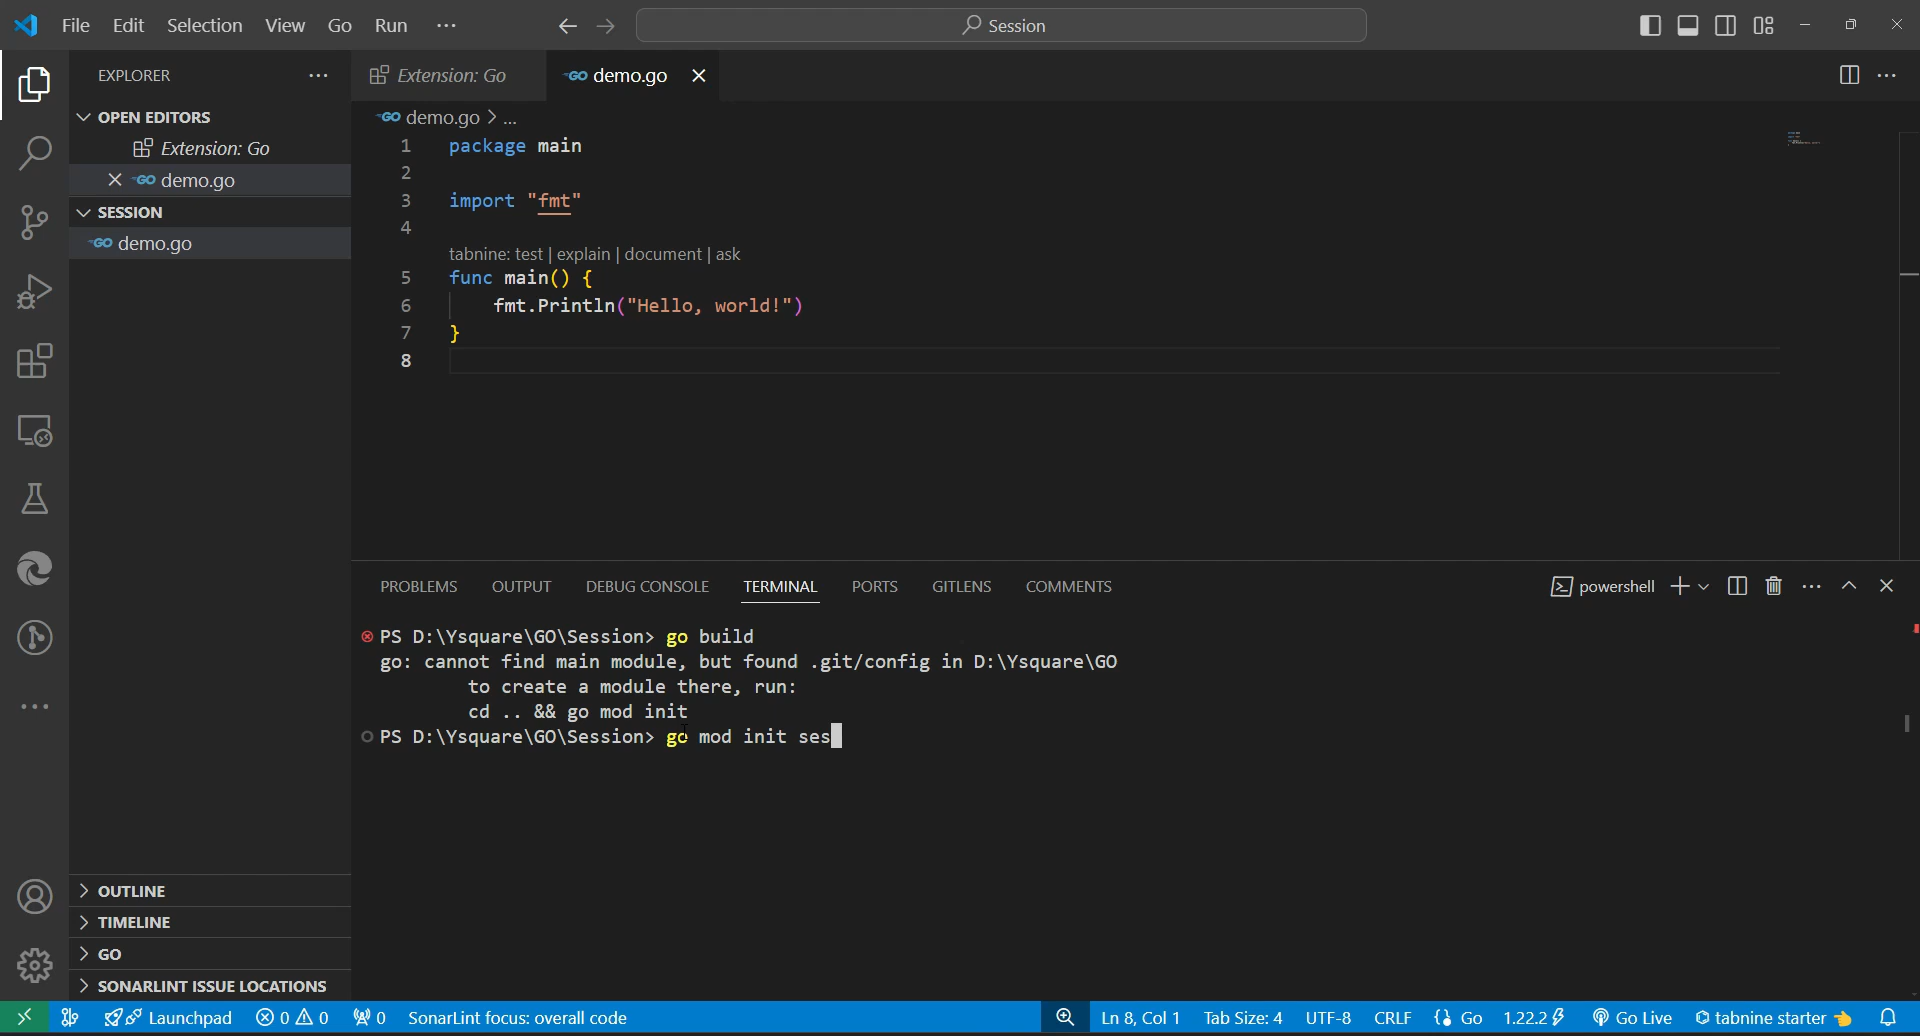 File Edit Selection View Go Run ···
Session
EXPLORER ···
Extension: Go
demo.go
OPEN EDITORS
Extension: Go
demo.go
SESSION
demo.go
demo.go > ...
1 package main
2
3 import "fmt"
4
tabnine: test | explain | document | ask
5 func main() {
6 fmt.Println("Hello, world!")
7 }
8
PROBLEMS OUTPUT DEBUG CONSOLE TERMINAL PORTS GITLENS COMMENTS
powershell
PS D:\Ysquare\GO\Session> go build
go: cannot find main module, but found .git/config in D:\Ysquare\GO
to create a module there, run:
cd .. && go mod init
PS D:\Ysquare\GO\Session> go mod init ses
OUTLINE
TIMELINE
GO
SONARLINT ISSUE LOCATIONS
Launchpad 0 0 0 SonarLint focus: overall code Ln 8, Col 1 Tab Size: 4 UTF-8 CRLF {} Go 1.22.2 Go Live tabnine starter